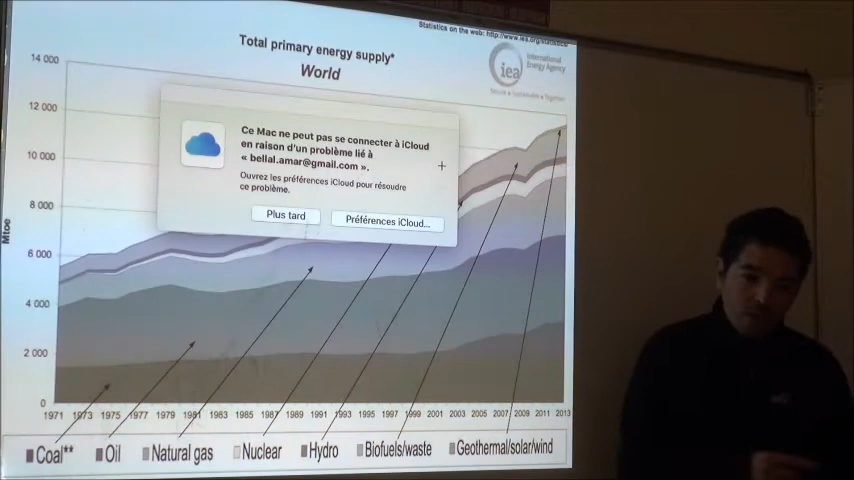 Statistics on the web: http://www.iea.org/statistics/
Total primary energy supply*
World
iea
International
Energy Agency
Secure • Sustainable • Together
14 000
12 000
10 000
8 000
6 000
4 000
2 000
0
Mtoe
Ce Mac ne peut pas se connecter à iCloud
en raison d'un problème lié à
« bellal.amar@gmail.com ».
Ouvrez les préférences iCloud pour résoudre
ce problème.
Plus tard
Préférences iCloud...
1971 1973 1975 1977 1979 1981 1983 1985 1987 1989 1991 1993 1995 1997 1999 2001 2003 2005 2007 2009 2011 2013
Coal** Oil Natural gas Nuclear Hydro Biofuels/waste Geothermal/solar/wind